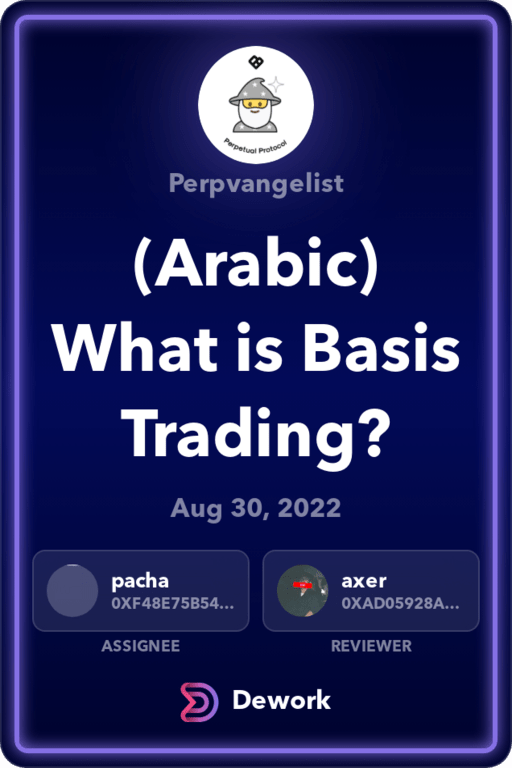 Perpetual Protocol
Perpvangelist
(Arabic)
What is Basis
Trading?
Aug 30, 2022
pacha
0XF48E75B54...
axer
0XAD05928A...
ASSIGNEE
REVIEWER
Dework